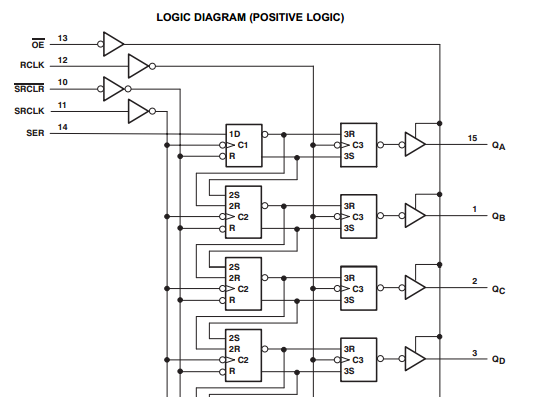 LOGIC DIAGRAM (POSITIVE LOGIC)
OE 13
RCLK 12
SRCLR 10
SRCLK 11
SER 14
1D 3R
C1 C3 15 QA
R 3S
2S
2R 3R
C2 C3 1 QB
R 3S
2S
2R 3R
C2 C3 2 QC
R 3S
2S
2R 3R
C2 C3 3 QD
R 3S